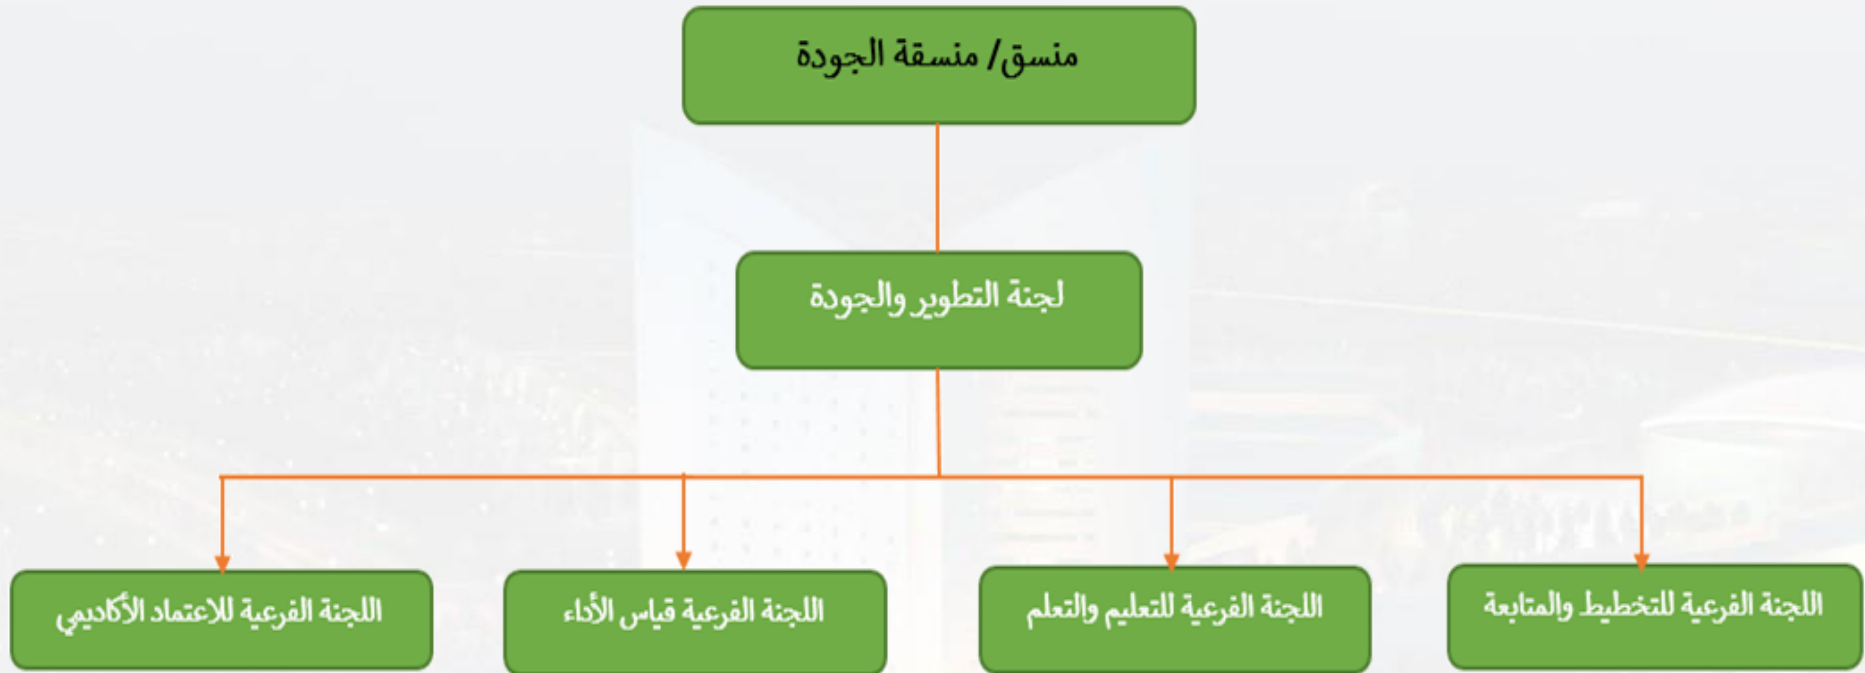 منسق/ منسقة الجودة
لجنة التطوير والجودة
اللجنة الفرعية للتخطيط والمتابعة
اللجنة الفرعية للتعليم والتعلم
اللجنة الفرعية قياس الأداء
اللجنة الفرعية للاعتماد الأكاديمي